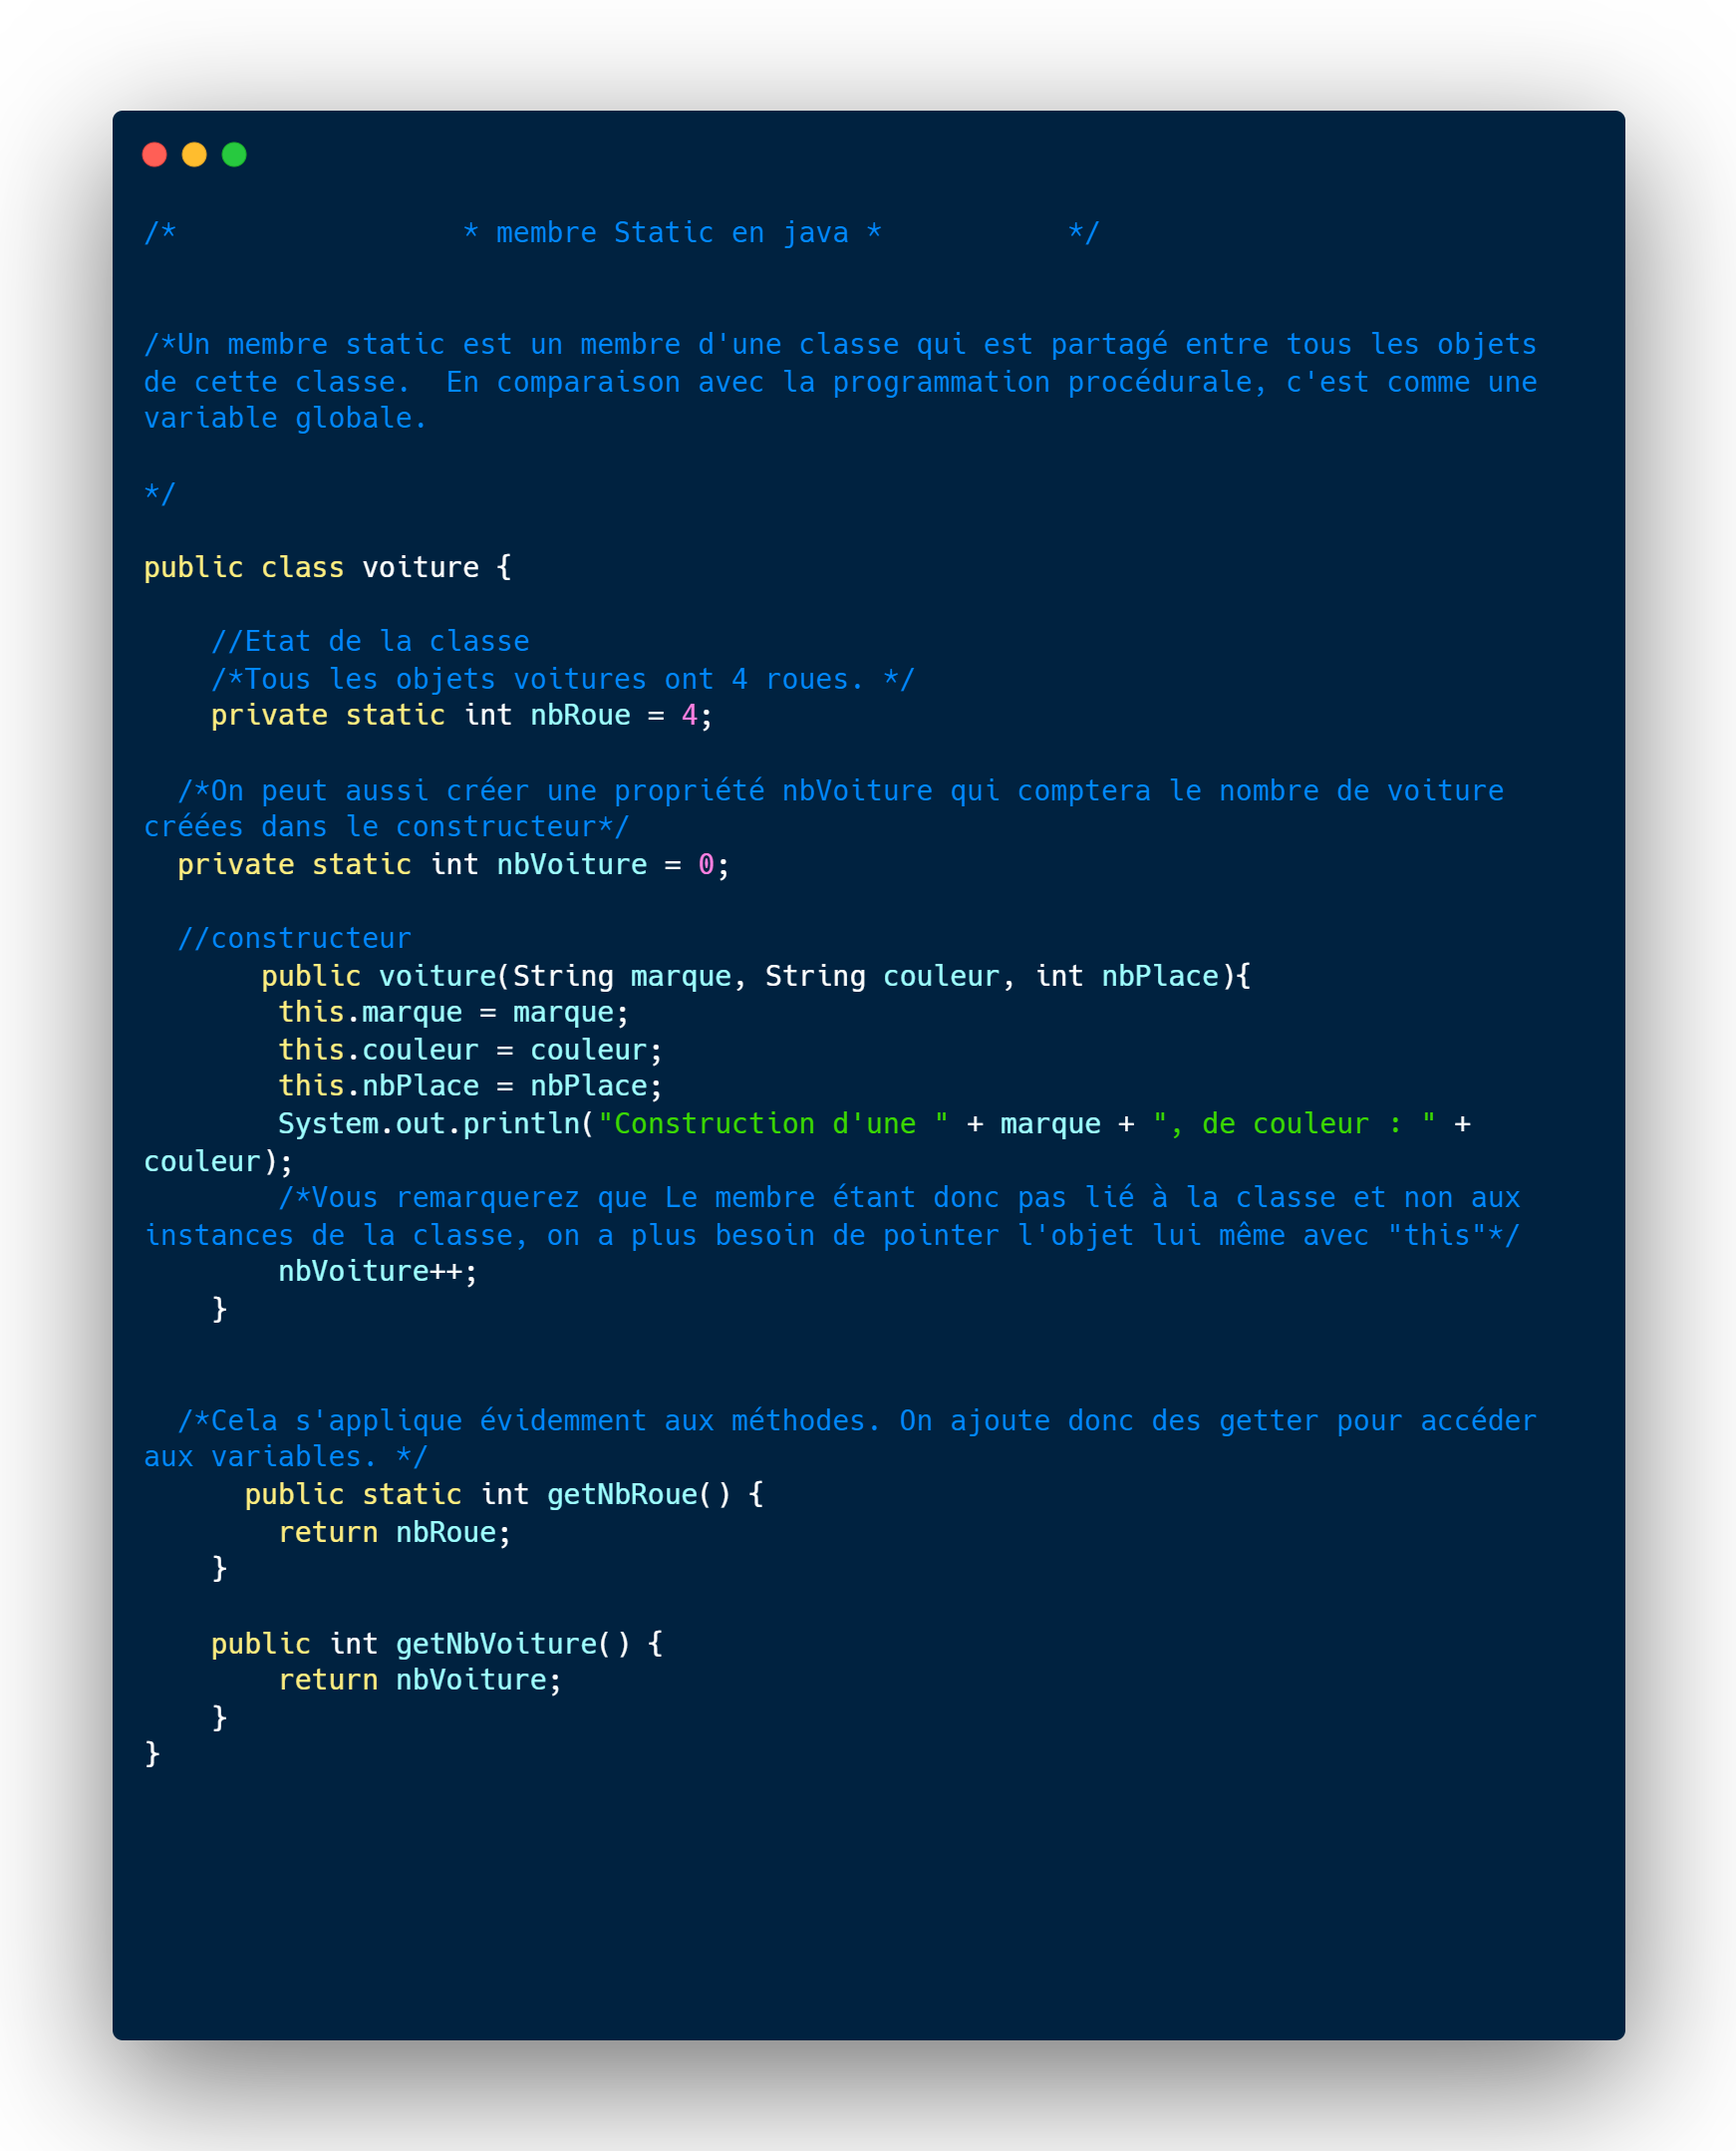 /*                 * membre Static en java *           */
/*Un membre static est un membre d'une classe qui est partagé entre tous les objets
de cette classe.  En comparaison avec la programmation procédurale, c'est comme une
variable globale.
*/
public class voiture {
    //Etat de la classe
    /*Tous les objets voitures ont 4 roues. */
    private static int nbRoue = 4;
  /*On peut aussi créer une propriété nbVoiture qui comptera le nombre de voiture
créées dans le constructeur*/
  private static int nbVoiture = 0;
  //constructeur
       public voiture(String marque, String couleur, int nbPlace){
        this.marque = marque;
        this.couleur = couleur;
        this.nbPlace = nbPlace;
        System.out.println("Construction d'une " + marque + ", de couleur : " +
couleur);
        /*Vous remarquerez que Le membre étant donc pas lié à la classe et non aux
instances de la classe, on a plus besoin de pointer l'objet lui même avec "this"*/
        nbVoiture++;
    }
  /*Cela s'applique évidemment aux méthodes. On ajoute donc des getter pour accéder
aux variables. */
      public static int getNbRoue() {
        return nbRoue;
    }
    public int getNbVoiture() {
        return nbVoiture;
    }
}